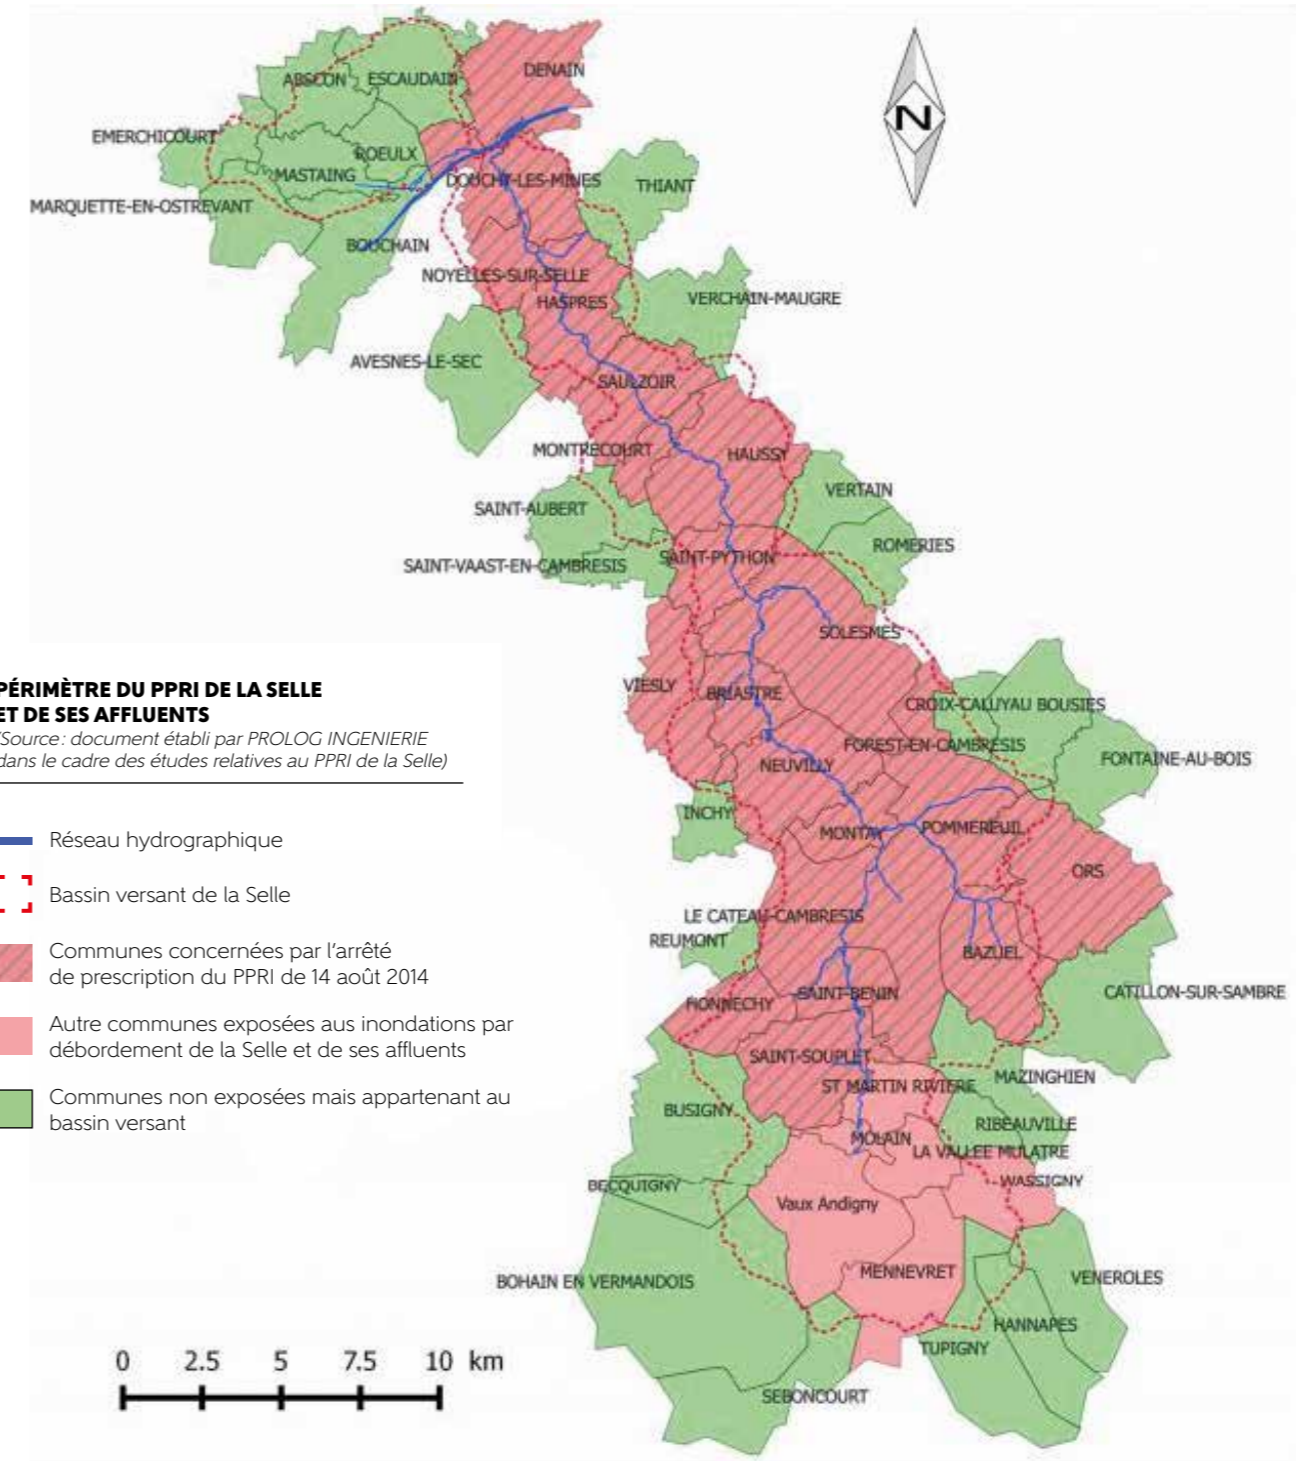 DENAIN
ABSCON
ESCAUDAIN
N
EMERCHICOURT
ROEULX
MASTAING
DOUCHY-LES-MINES
THIANT
MARQUETTE-EN-OSTREVANT
BOUCHAIN
NOYELLES-SUR-SELLE
HASPRES
VERCHAIN-MAUGRE
AVESNES-LE-SEC
SAULZOIR
MONTRECOURT
HAUSSY
VERTAIN
SAINT-AUBERT
ROMERIES
SAINT-VAAST-EN-CAMBRESIS
SAINT-PYTHON
SOLESMES
VIESLY
BRIASTRE
CROIX-CALUYAU
BOUSIES
FOREST-EN-CAMBRESIS
NEUVILLY
FONTAINE-AU-BOIS
INCHY
MONTAY
POMMEREUIL
ORS
LE CATEAU-CAMBRESIS
REUMONT
BAZUEL
SAINT-BENIN
CATILLON-SUR-SAMBRE
HONNECHY
SAINT-SOUPLET
MAZINGHIEN
ST MARTIN RIVIERE
BUSIGNY
RIBEAUVILLE
MOLAIN
LA VALLEE MULATRE
BECQUIGNY
WASSIGNY
Vaux Andigny
MENNEVRET
BOHAIN EN VERMANDOIS
VENEROLES
HANNAPES
TUPIGNY
SEBONCOURT
PÉRIMÈTRE DU PPRI DE LA SELLE
ET DE SES AFFLUENTS
(Source : document établi par PROLOG INGENIERIE
dans le cadre des études relatives au PPRI de la Selle)
Réseau hydrographique
Bassin versant de la Selle
Communes concernées par l'arrêté
de prescription du PPRI de 14 août 2014
Autre communes exposées aus inondations par
débordement de la Selle et de ses affluents
Communes non exposées mais appartenant au
bassin versant
0 2.5 5 7.5 10 km